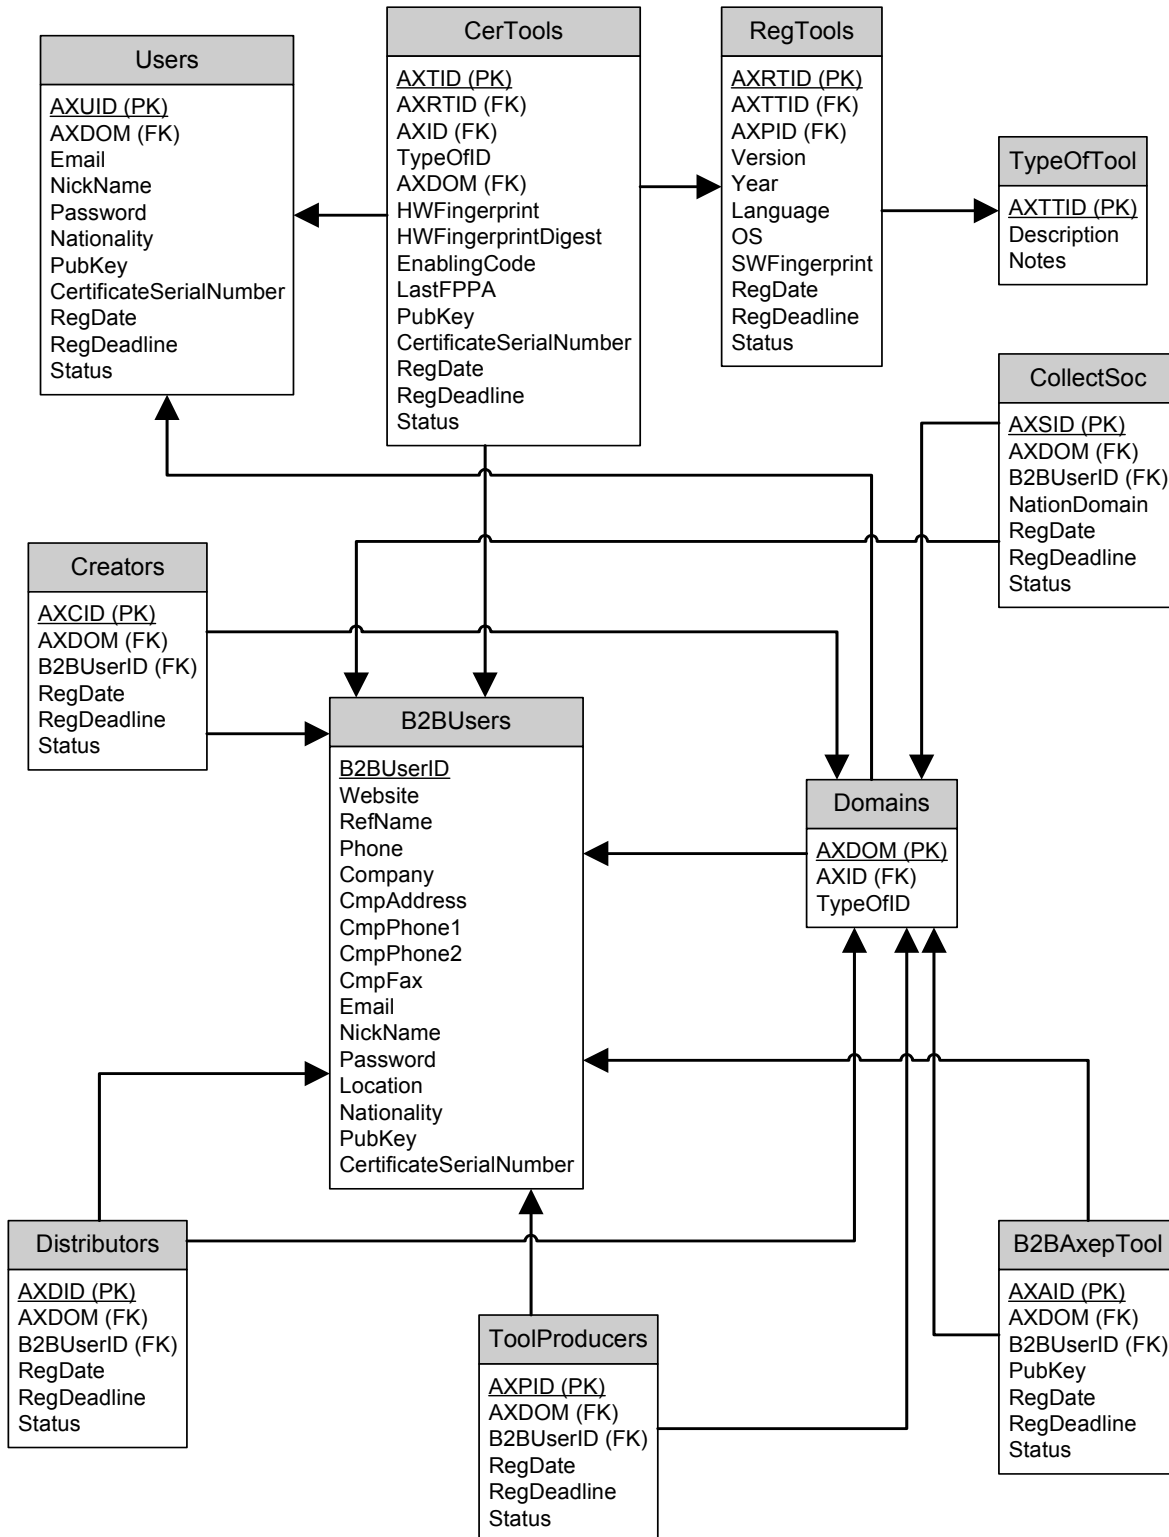 Users
AXUID (PK)
AXDOM (FK)
Email
NickName
Password
Nationality
PubKey
CertificateSerialNumber
RegDate
RegDeadline
Status
CerTools
AXTID (PK)
AXRTID (FK)
AXID (FK)
TypeOfID
AXDOM (FK)
HWFingerprint
HWFingerprintDigest
EnablingCode
LastFPPA
PubKey
CertificateSerialNumber
RegDate
RegDeadline
Status
RegTools
AXRTID (PK)
AXTTID (FK)
AXPID (FK)
Version
Year
Language
OS
SWFingerprint
RegDate
RegDeadline
Status
TypeOfTool
AXTTID (PK)
Description
Notes
CollectSoc
AXSID (PK)
AXDOM (FK)
B2BUserID (FK)
NationDomain
RegDate
RegDeadline
Status
Creators
AXCID (PK)
AXDOM (FK)
B2BUserID (FK)
RegDate
RegDeadline
Status
B2BUsers
B2BUserID
Website
RefName
Phone
Company
CmpAddress
CmpPhone1
CmpPhone2
CmpFax
Email
NickName
Password
Location
Nationality
PubKey
CertificateSerialNumber
Domains
AXDOM (PK)
AXID (FK)
TypeOfID
Distributors
AXDID (PK)
AXDOM (FK)
B2BUserID (FK)
RegDate
RegDeadline
Status
ToolProducers
AXPID (PK)
AXDOM (FK)
B2BUserID (FK)
RegDate
RegDeadline
Status
B2BAxepTool
AXAID (PK)
AXDOM (FK)
B2BUserID (FK)
PubKey
RegDate
RegDeadline
Status